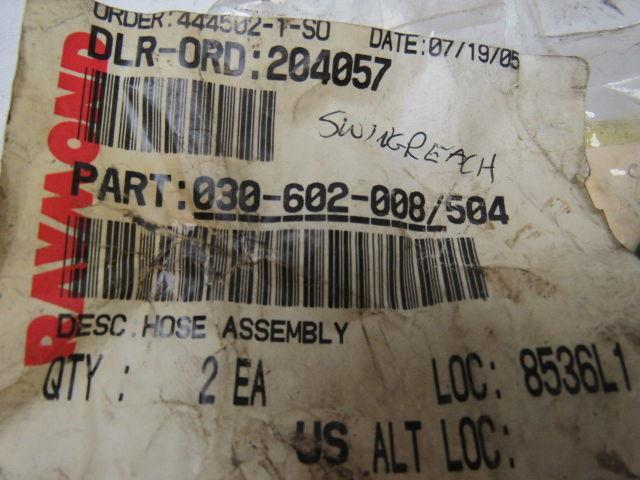 ORDER:444502-1-SO DATE:07/19/05
DLR-ORD:204057
RAYMOND
SWINGREACH
PART:030-602-008/504
DESC:HOSE ASSEMBLY
QTY: 2 EA LOC: 8536L1
US ALT LOC: